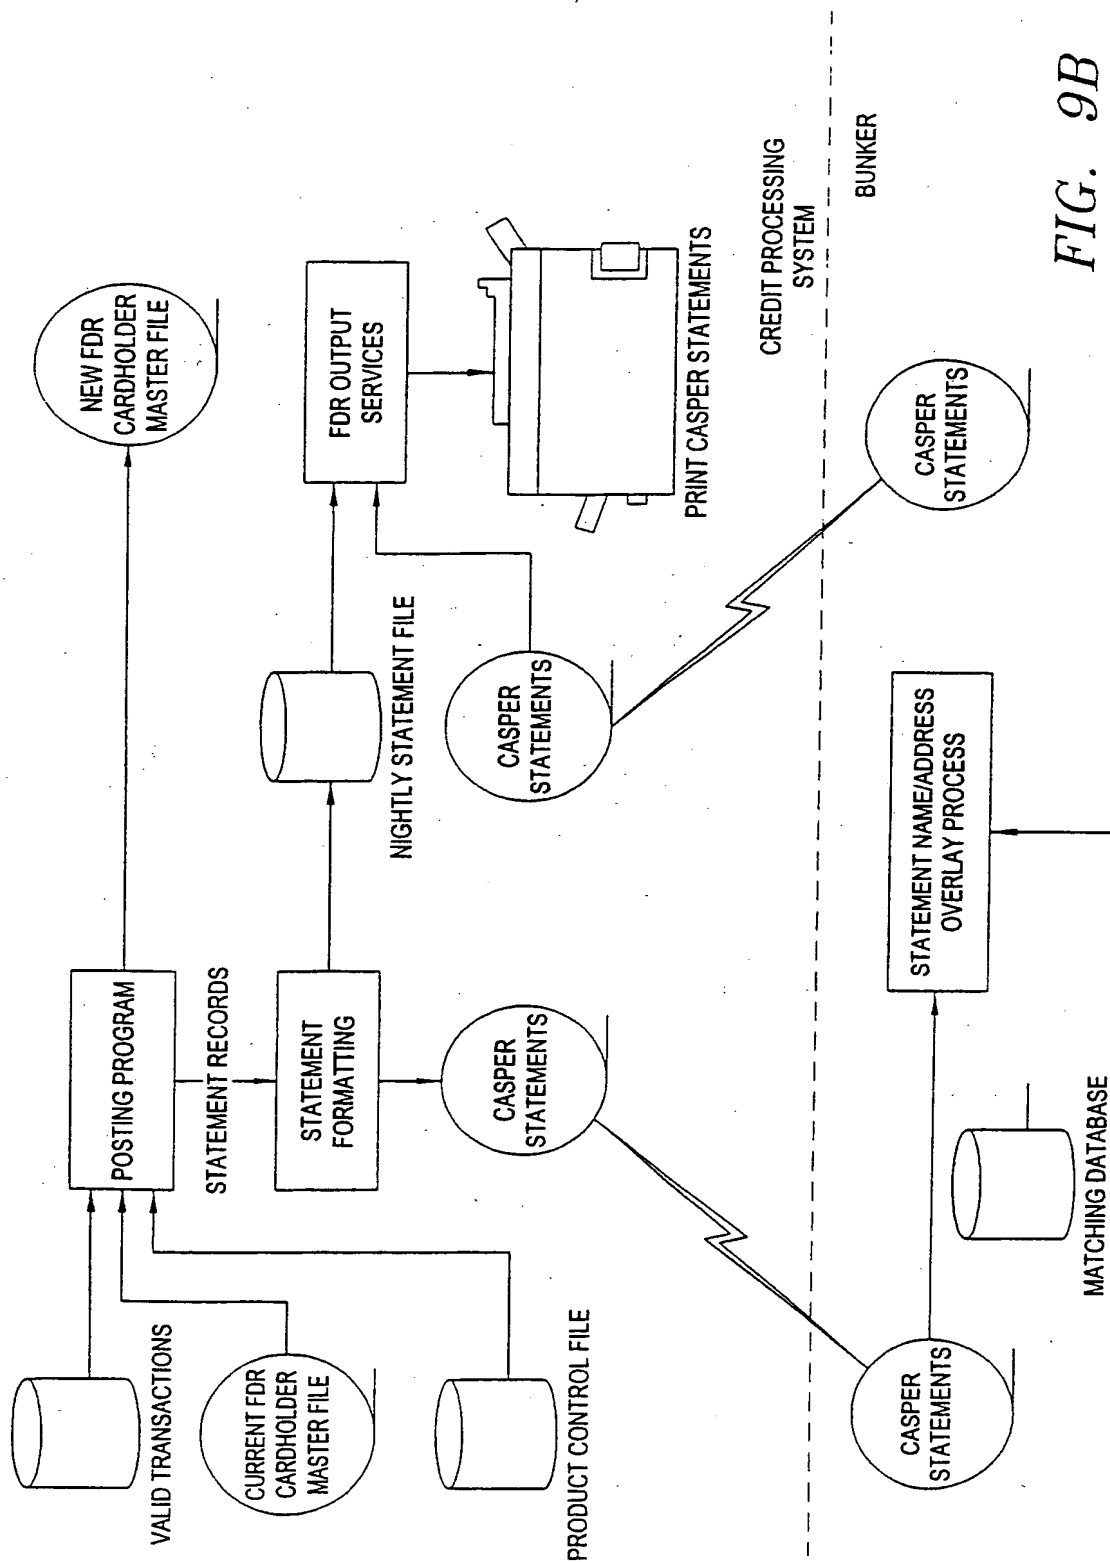 VALID TRANSACTIONS
CURRENT FDR
CARDHOLDER
MASTER FILE
PRODUCT CONTROL FILE
POSTING PROGRAM
STATEMENT RECORDS
STATEMENT
FORMATTING
CASPER
STATEMENTS
NEW FDR
CARDHOLDER
MASTER FILE
NIGHTLY STATEMENT FILE
CASPER
STATEMENTS
FDR OUTPUT
SERVICES
PRINT CASPER STATEMENTS
CREDIT PROCESSING
SYSTEM
BUNKER
CASPER
STATEMENTS
MATCHING DATABASE
STATEMENT NAME/ADDRESS
OVERLAY PROCESS
CASPER
STATEMENTS
FIG. 9B